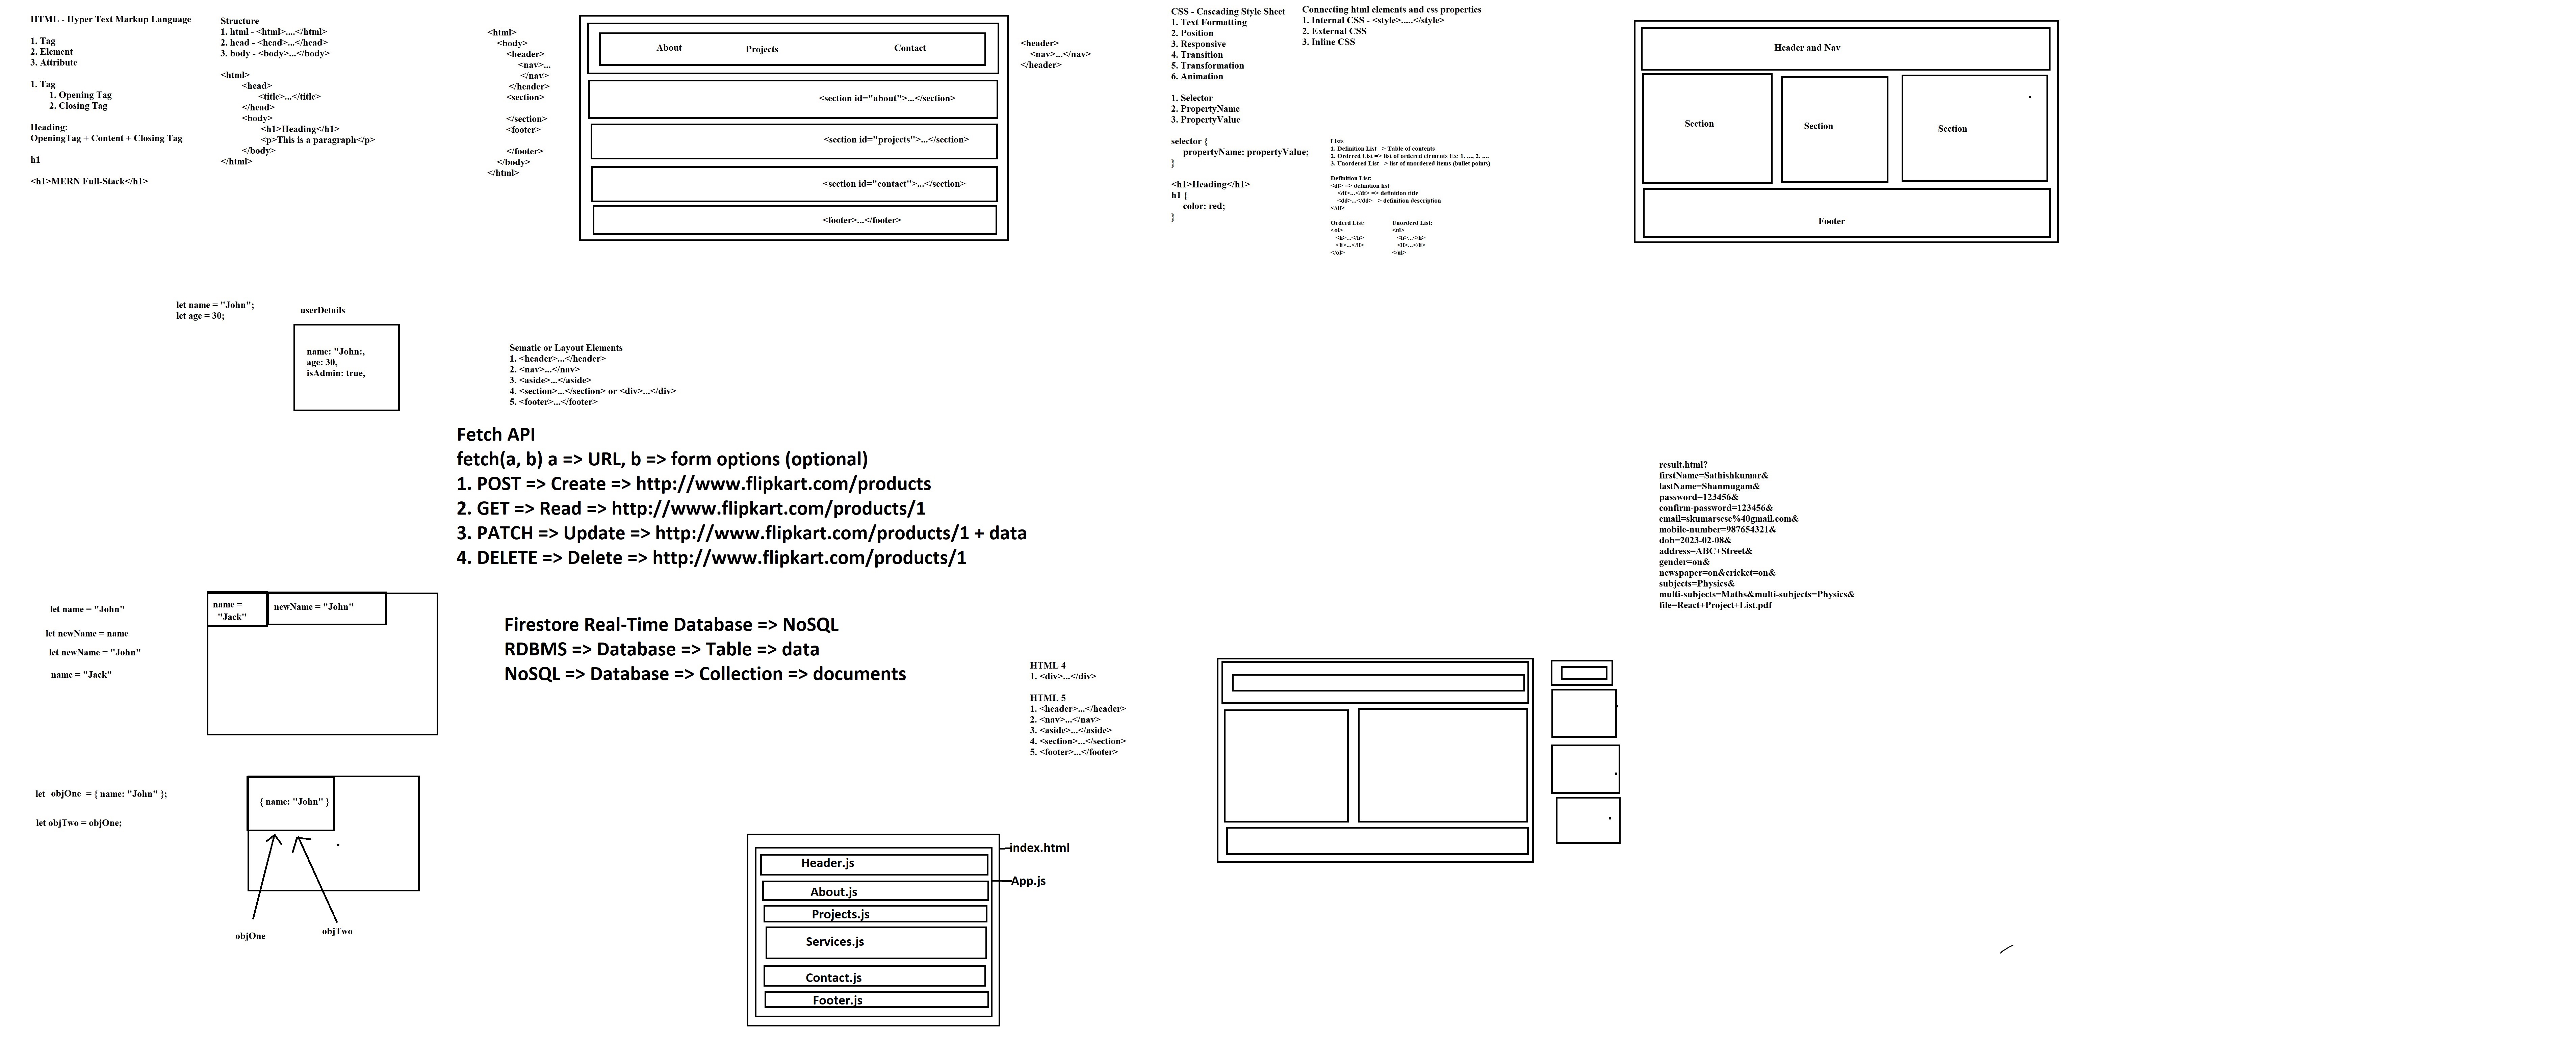 HTML - Hyper Text Markup Language
1. Tag
2. Element
3. Attribute
1. Tag
1. Opening Tag
2. Closing Tag
Heading:
OpeningTag + Content + Closing Tag
h1
<h1>MERN Full-Stack</h1>
Structure
1. html - <html>....</html>
2. head - <head>...</head>
3. body - <body>...</body>
<html>
<head>
<title>...</title>
</head>
<body>
<h1>Heading</h1>
<p>This is a paragraph</p>
</body>
</html>
<html>
<body>
<header>
<nav>...
</nav>
</header>
<section>
</section>
<footer>
</footer>
</body>
</html>
About Projects Contact
<section id="about">...</section>
<section id="projects">...</section>
<section id="contact">...</section>
<footer>...</footer>
<header>
<nav>...</nav>
</header>
CSS - Cascading Style Sheet
1. Text Formatting
2. Position
3. Responsive
4. Transition
5. Transformation
6. Animation
1. Selector
2. PropertyName
3. PropertyValue
selector {
propertyName: propertyValue;
}
<h1>Heading</h1>
h1 {
color: red;
}
Connecting html elements and css properties
1. Internal CSS - <style>.....</style>
2. External CSS
3. Inline CSS
Lists
1. Definition List => Table of contents
2. Ordered List => list of ordered elements Ex: 1. ..., 2. ....
3. Unordered List => list of unordered items (bullet points)
Definition List:
<dl> => definition list
<dt>...</dt> => definition title
<dd>...</dd> => definition description
</dl>
Orderd List:
<ol>
<li>...</li>
<li>...</li>
</ol>
Unorderd List:
<ul>
<li>...</li>
<li>...</li>
</ul>
Header and Nav
Section Section Section
Footer
let name = "John";
let age = 30;
userDetails
name: "John:,
age: 30,
isAdmin: true,
Sematic or Layout Elements
1. <header>...</header>
2. <nav>...</nav>
3. <aside>...</aside>
4. <section>...</section> or <div>...</div>
5. <footer>...</footer>
Fetch API
fetch(a, b) a => URL, b => form options (optional)
1. POST => Create => http://www.flipkart.com/products
2. GET => Read => http://www.flipkart.com/products/1
3. PATCH => Update => http://www.flipkart.com/products/1 + data
4. DELETE => Delete => http://www.flipkart.com/products/1
result.html?
firstName=Sathishkumar&
lastName=Shanmugam&
password=123456&
confirm-password=123456&
email=skumarscse%40gmail.com&
mobile-number=987654321&
dob=2023-02-08&
address=ABC+Street&
gender=on&
newspaper=on&cricket=on&
subjects=Physics&
multi-subjects=Maths&multi-subjects=Physics&
file=React+Project+List.pdf
let name = "John"
let newName = name
let newName = "John"
name = "Jack"
name =
"Jack"
newName = "John"
Firestore Real-Time Database => NoSQL
RDBMS => Database => Table => data
NoSQL => Database => Collection => documents
HTML 4
1. <div>...</div>
HTML 5
1. <header>...</header>
2. <nav>...</nav>
3. <aside>...</aside>
4. <section>...</section>
5. <footer>...</footer>
let objOne = { name: "John" };
let objTwo = objOne;
{ name: "John" }
objOne
objTwo
index.html
App.js
Header.js
About.js
Projects.js
Services.js
Contact.js
Footer.js